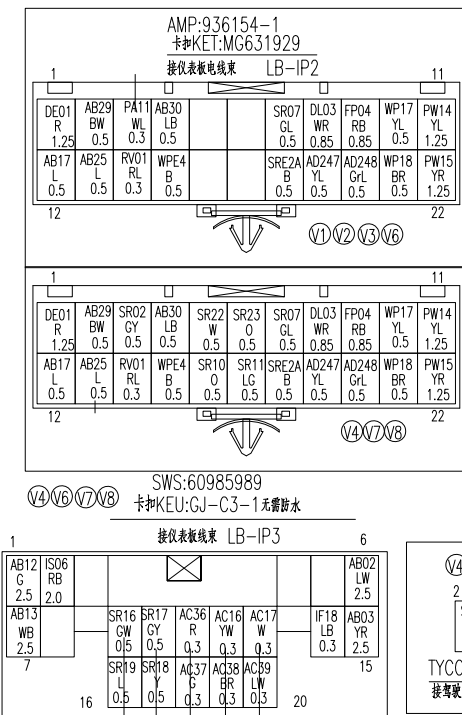 AMP:936154-1
卡扣KET:MG631929
接仪表板电线束 LB-IP2
1 11
DE01 AB29 PA11 AB30 SR07 DL03 FP04 WP17 PW14
R BW WL LB GL WR RB YL YL
1.25 0.5 0.3 0.5 0.5 0.85 0.85 0.5 1.25
AB17 AB25 RV01 WPE4 SRE2A AD247 AD248 WP18 PW15
L L RL B B YL GrL BR YR
0.5 0.5 0.3 0.5 0.5 0.5 0.5 0.5 1.25
12 22
V1 V2 V3 V6
1 11
DE01 AB29 SR02 AB30 SR22 SR23 SR07 DL03 FP04 WP17 PW14
R BW GY LB W O GL WR RB YL YL
1.25 0.5 0.5 0.5 0.5 0.5 0.5 0.85 0.85 0.5 1.25
AB17 AB25 RV01 WPE4 SR10 SR11 SRE2A AD247 AD248 WP18 PW15
L L RL B O LG B YL GrL BR YR
0.5 0.5 0.3 0.5 0.5 0.5 0.5 0.5 0.5 0.5 1.25
12 22
V4 V7 V8
SWS:60985989
V4 V6 V7 V8 卡扣KEU:GJ-C3-1无需防水
接仪表板线束 LB-IP3
1 6
AB12 IS06 AB02
G RB LW
2.5 2.0 2.5
AB13 SR16 SR17 AC36 AC16 AC17 IF18 AB03
WB GW GY R YW W LB YR
2.5 0.5 0.5 0.3 0.3 0.3 0.3 2.5
7 15
SR19 SR18 AC37 AC38 AC39
L Y G BR LW
0.5 0.5 0.3 0.3 0.3
16 20
V4
2
TYCO
接驾驶